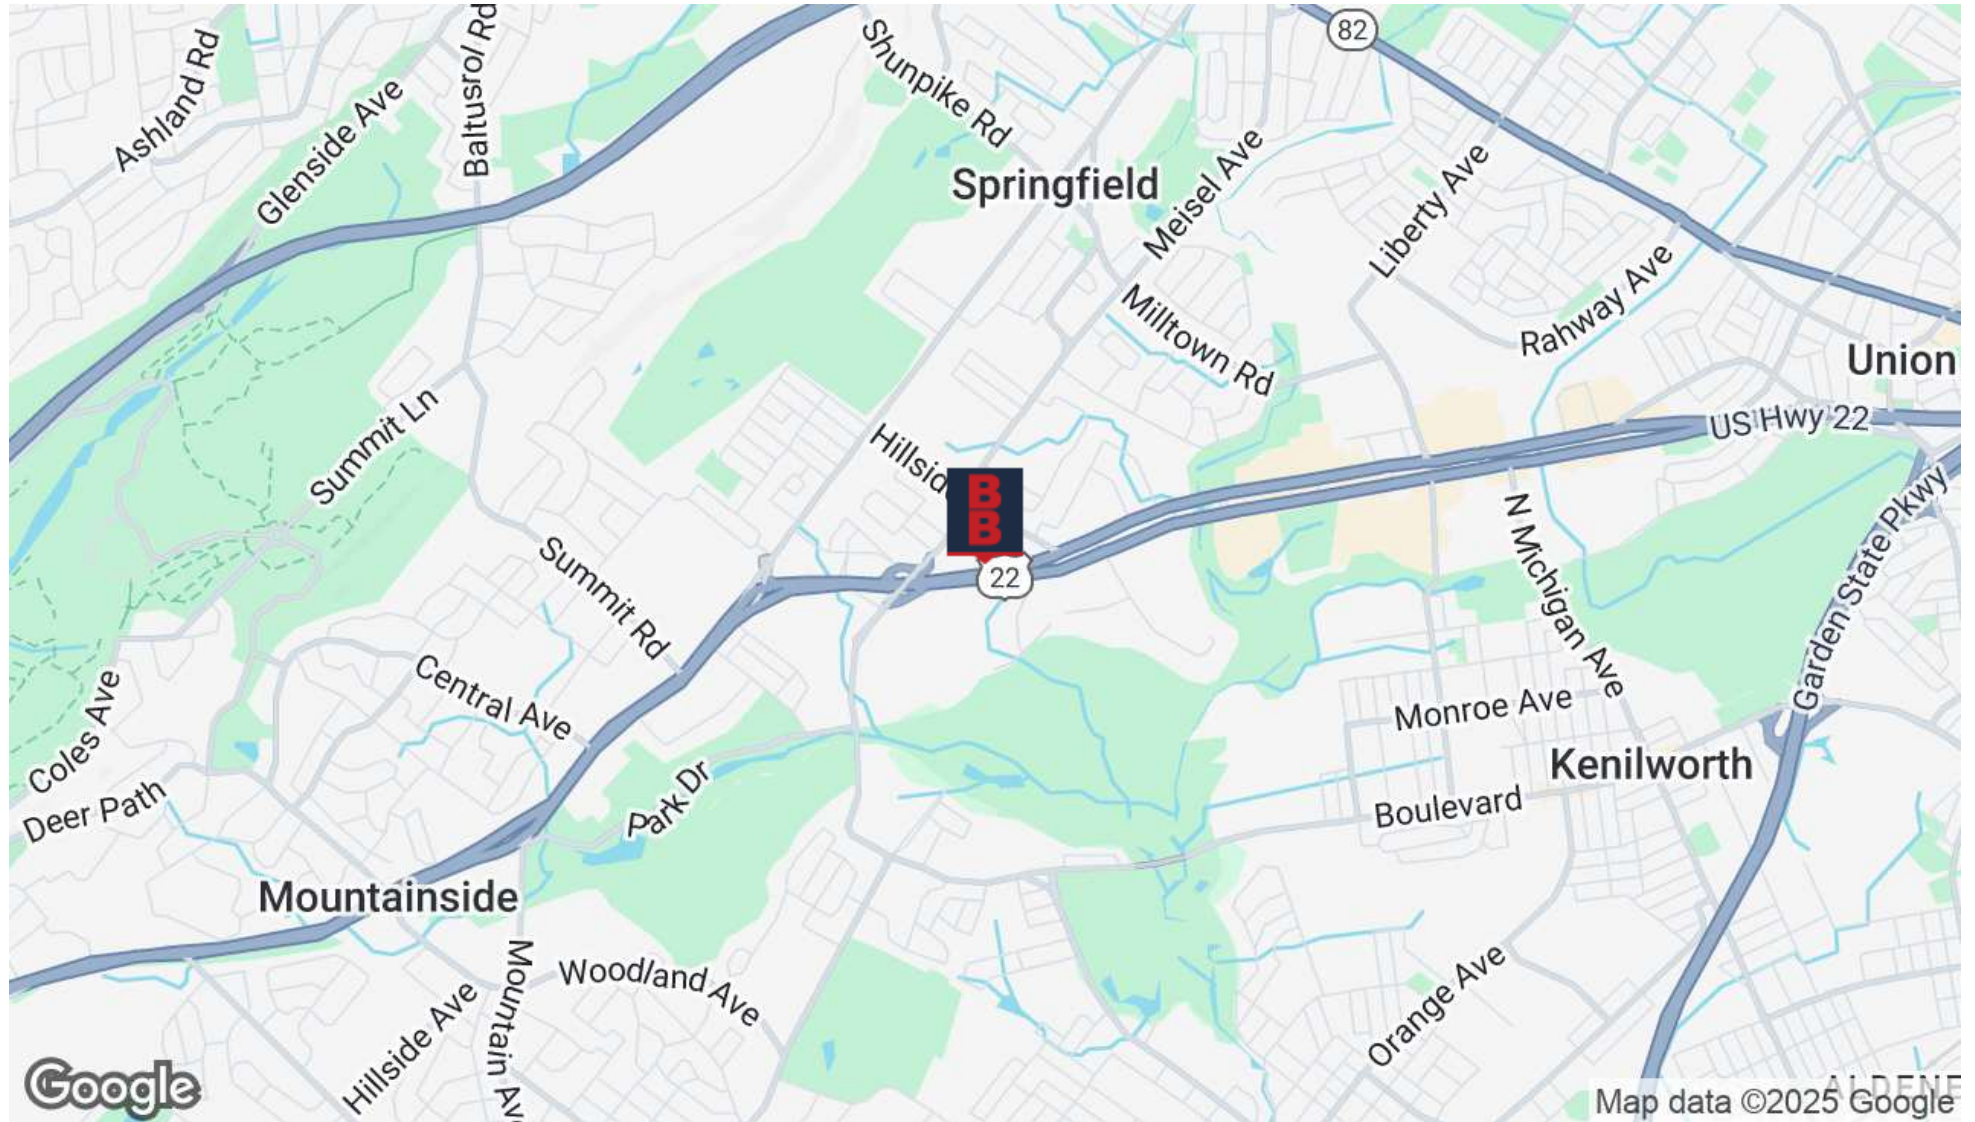 82
Ashland Rd
Glenside Ave
Baltusrol Rd
Shunpike Rd
Springfield
Meisel Ave
Liberty Ave
Rahway Ave
Milltown Rd
Union
US Hwy 22
Summit Ln
Hillsid
B
B
22
N Michigan Ave
Garden State Pkwy
Summit Rd
Central Ave
Coles Ave
Deer Path
Park Dr
Monroe Ave
Kenilworth
Boulevard
Mountainside
Woodland Ave
Hillside Ave
Mountain Av
Orange Ave
ALDENE
Google
Map data ©2025 Google